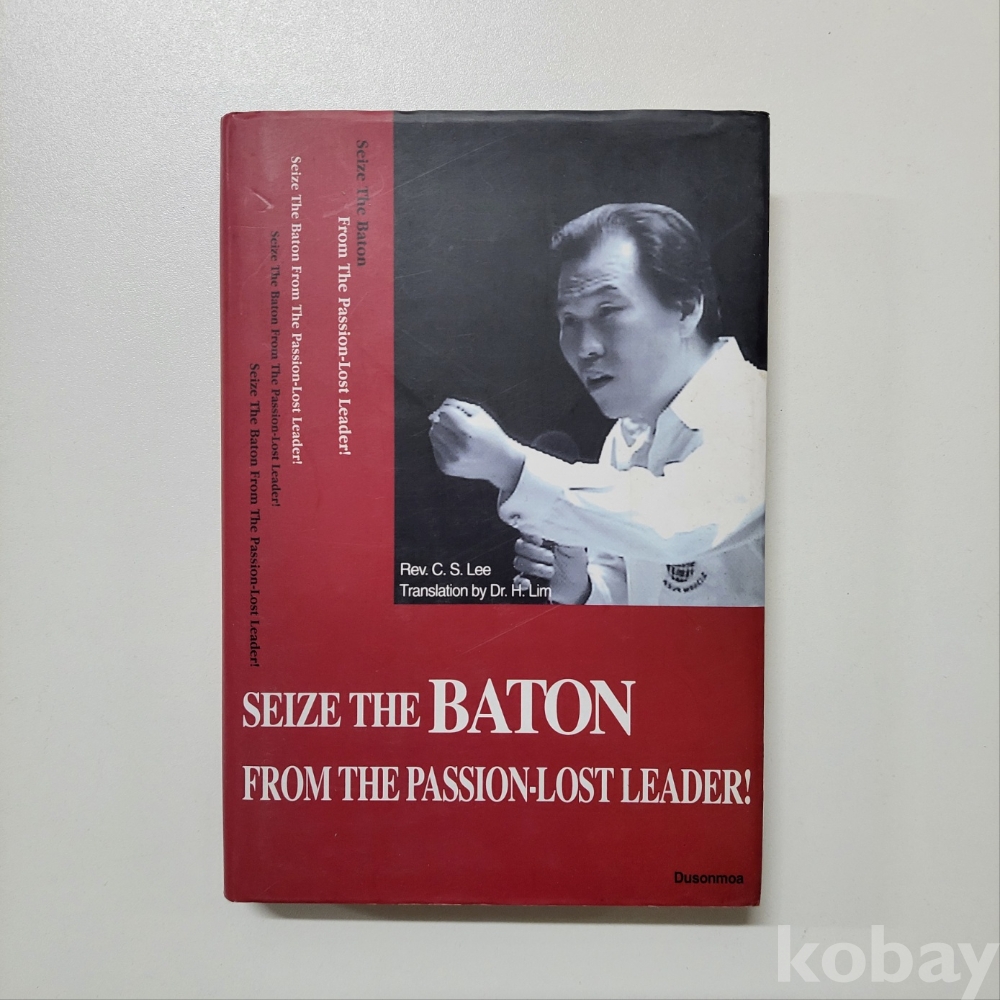 Seize The Baton
From The Passion-Lost Leader!
Seize The Baton From The Passion-Lost Leader!
Seize The Baton From The Passion-Lost Leader!
Seize The Baton From The Passion-Lost Leader!
Rev. C. S. Lee
Translation by Dr. H. Lim
SEIZE THE BATON
FROM THE PASSION-LOST LEADER!
Dusonmoa
kobay